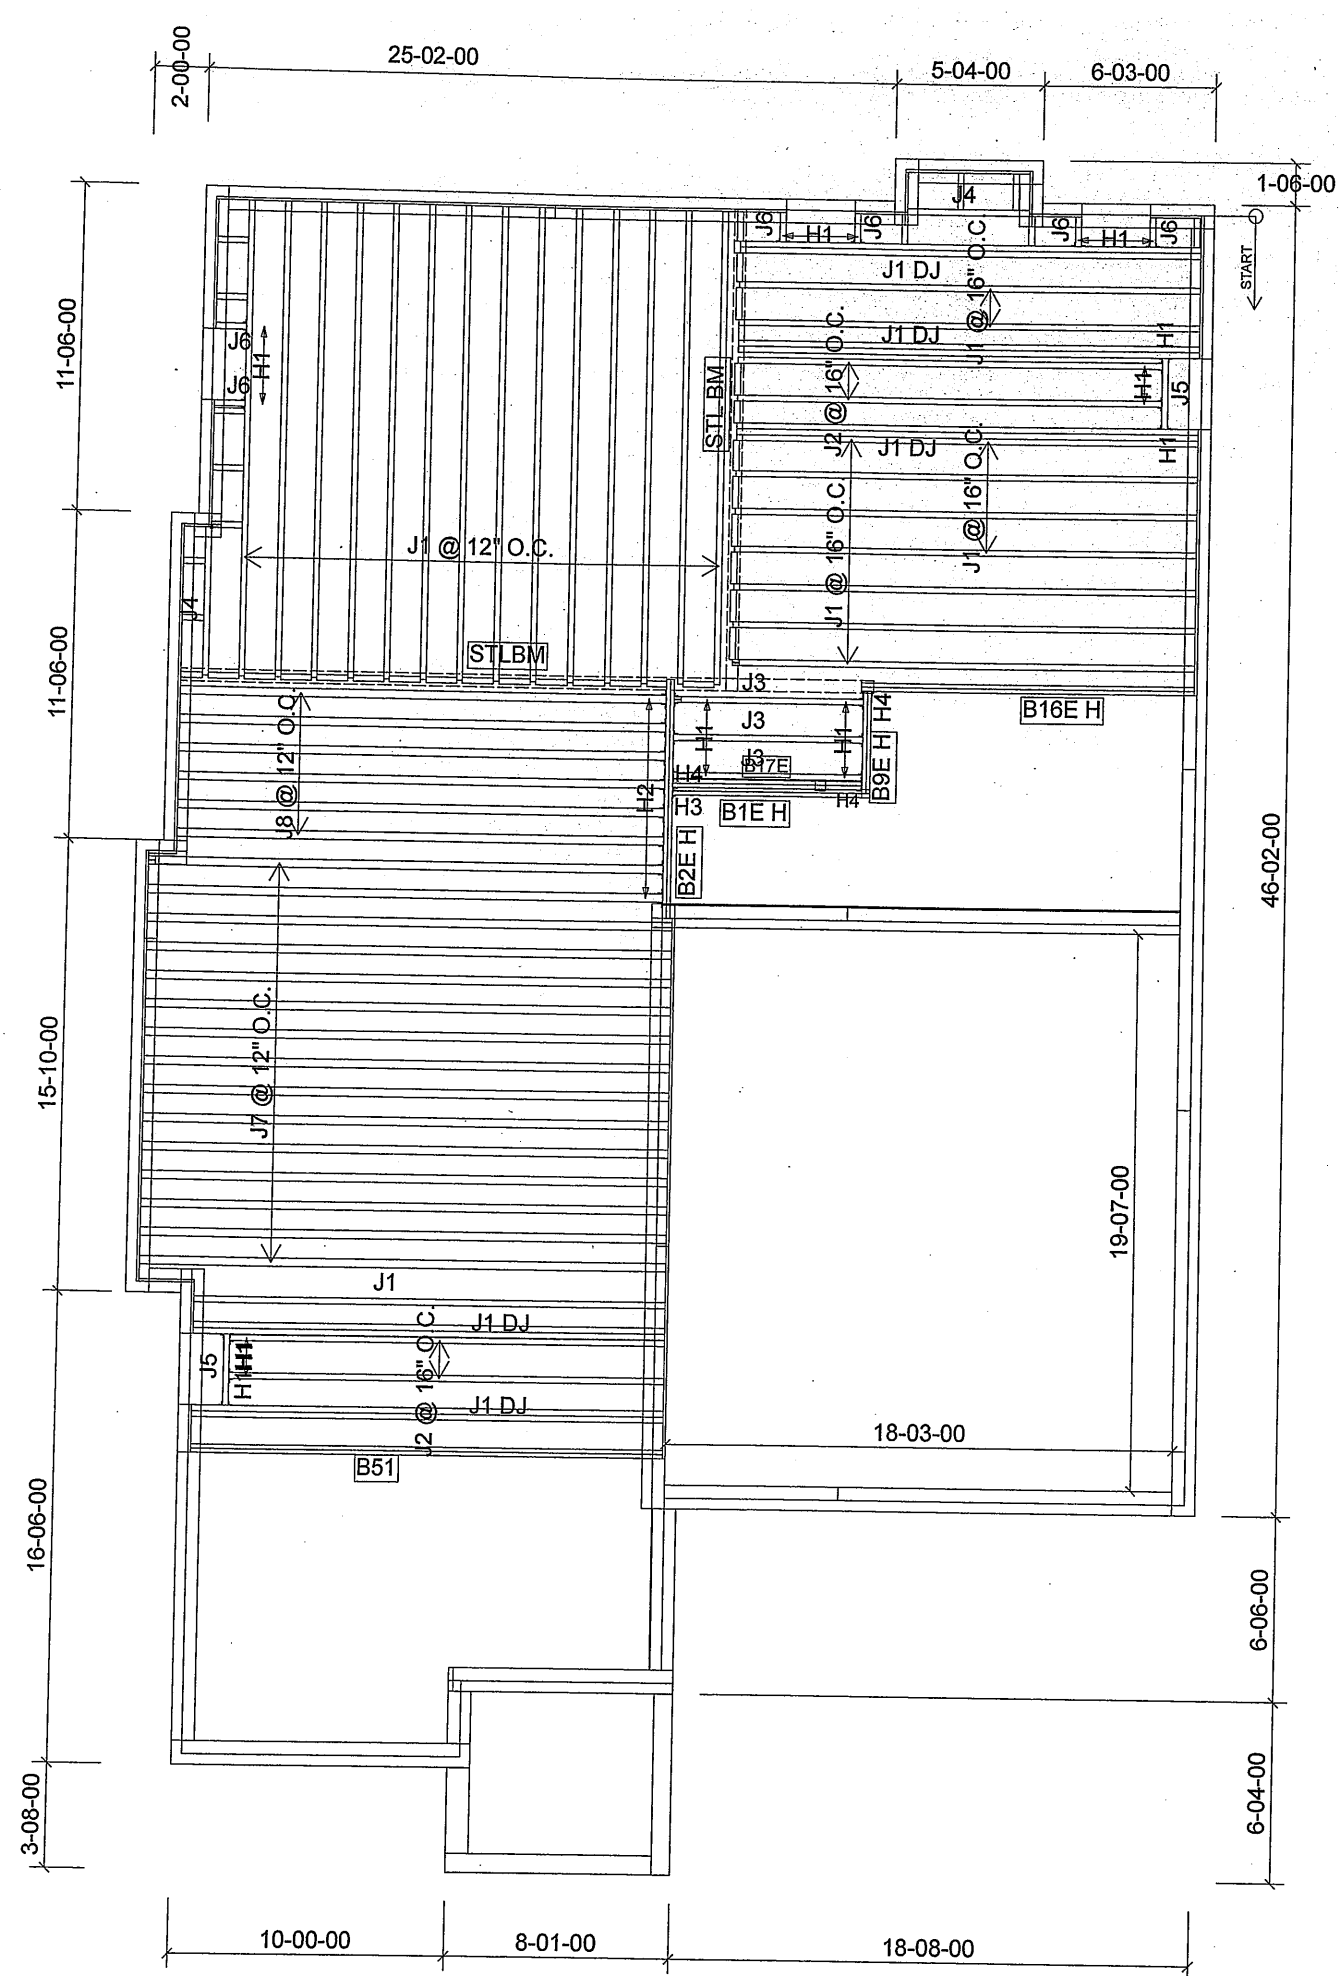 2-00-00
25-02-00
5-04-00
6-03-00
1-06-00
J4
J6
H1
J6
J6
H1
J6
START
J1 DJ
J1 @ 16" O.C
J1 DJ
H1
11-06-00
J6
H1
J6
STL BM
J2 @ 16" O.C.
H1
J5
J1 DJ
H1
J1 @ 16" O.C.
J1 @ 16" O.C.
J1 @ 12" O.C.
J4
11-06-00
STLBM
J3
B16E H
J8 @ 12" O.C.
H2
H1
J3
H1
H4
J3
B17E
H4
B9E H
H3
B1E H
H4
B2E H
46-02-00
J7 @ 12" O.C.
15-10-00
19-07-00
J1
J1 DJ
J2 @ 16" O.C.
J5
H1
H1
H1
J1 DJ
18-03-00
B51
16-06-00
6-06-00
3-08-00
6-04-00
10-00-00
8-01-00
18-08-00